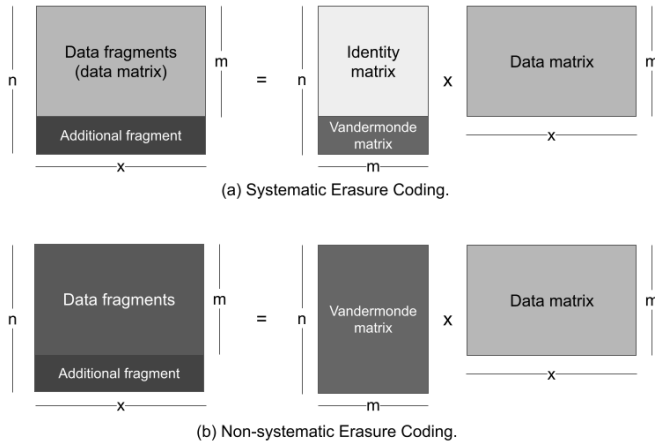 Data fragments
(data matrix)
Additional fragment
n
m
x
=
Identity
matrix
Vandermonde
matrix
n
m
x
Data matrix
m
x
(a) Systematic Erasure Coding.
Data fragments
Additional fragment
n
m
x
=
Vandermonde
matrix
n
m
x
Data matrix
m
x
(b) Non-systematic Erasure Coding.